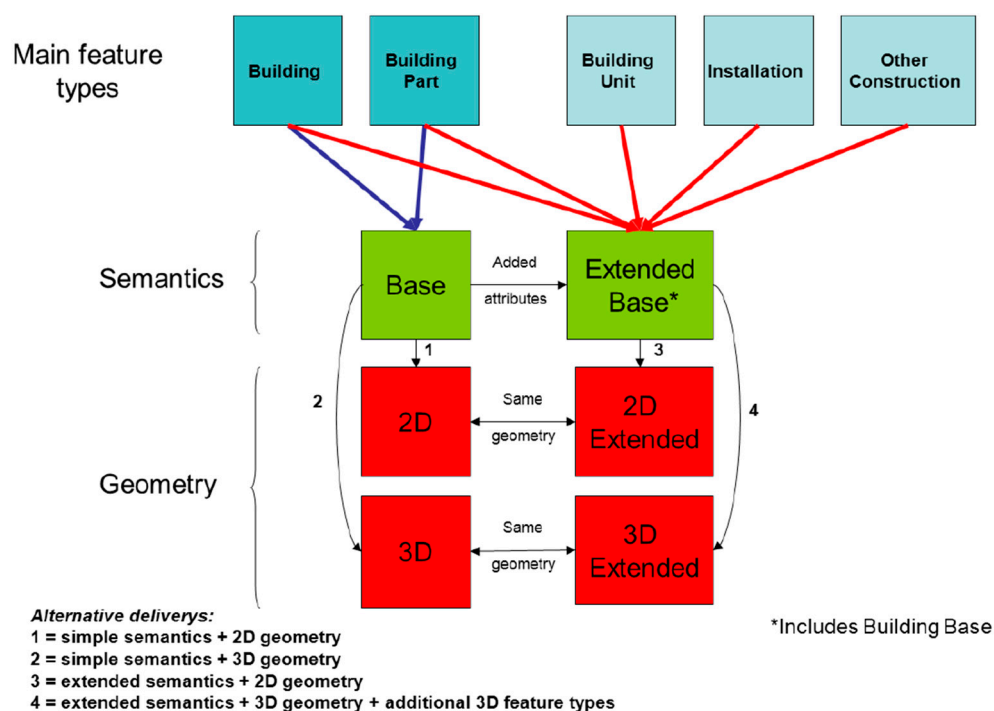 Main feature
types
Building
Building
Part
Building
Unit
Installation
Other
Construction
Semantics
Base
Added
attributes
Extended
Base*
1
3
2
4
Geometry
2D
Same
geometry
2D
Extended
3D
Same
geometry
3D
Extended
Alternative deliverys:
1 = simple semantics + 2D geometry
2 = simple semantics + 3D geometry
3 = extended semantics + 2D geometry
4 = extended semantics + 3D geometry + additional 3D feature types
*Includes Building Base